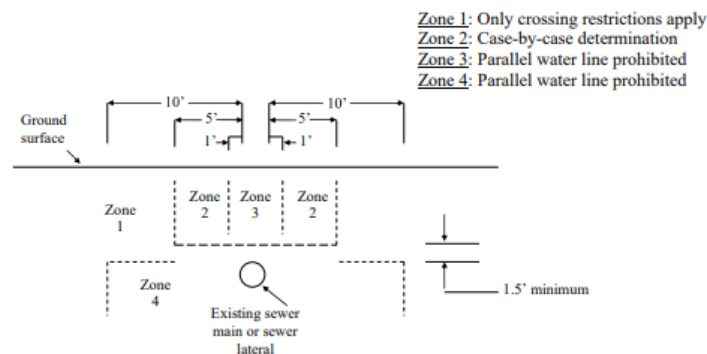 Zone 1: Only crossing restrictions apply
Zone 2: Case-by-case determination
Zone 3: Parallel water line prohibited
Zone 4: Parallel water line prohibited
10' 10'
5' 5'
1' 1'
Ground
surface
Zone Zone Zone
2 3 2
Zone
1
Zone
4
1.5' minimum
Existing sewer
main or sewer
lateral